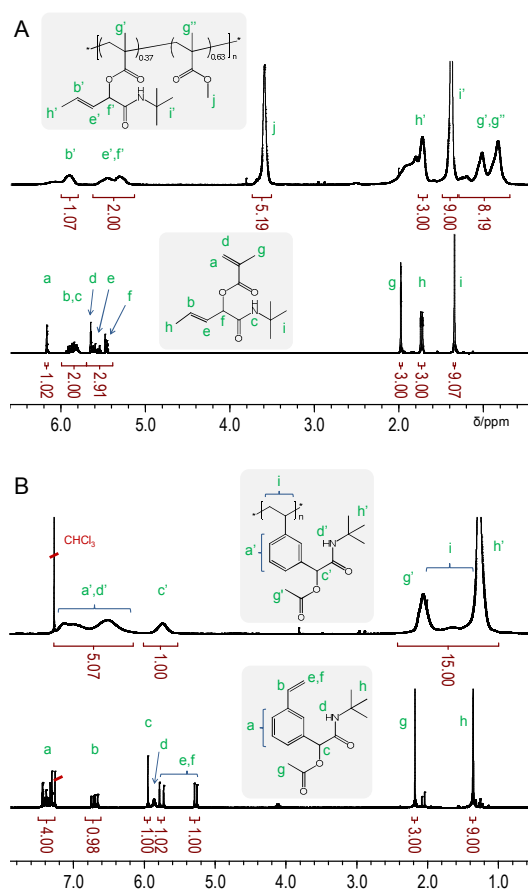 A
g' g''
* * n
0.37 0.63
O O O O
b' O H N
h' j
e' f' O i'
j i'
h' g',g''
b' e',f'
1.07 2.00 5.19 3.00 9.00 8.19
d
a g
O O
b H N
h e f O c i
a b,c d e f
g h i
1.02 2.00 2.91 3.00 3.00 9.07
6.0 5.0 4.0 3.0 2.0 δ/ppm
B
i
* * n
h'
d' HN
a'
c' O
g' O
O
CHCl3
a',d' c' g' i h'
5.07 1.00 15.00
b e,f
h
d HN
a
c O
g O
O
a b c d e,f
g h
4.00 0.98 1.00 1.02 1.00 3.00 9.00
7.0 6.0 5.0 4.0 3.0 2.0 1.0